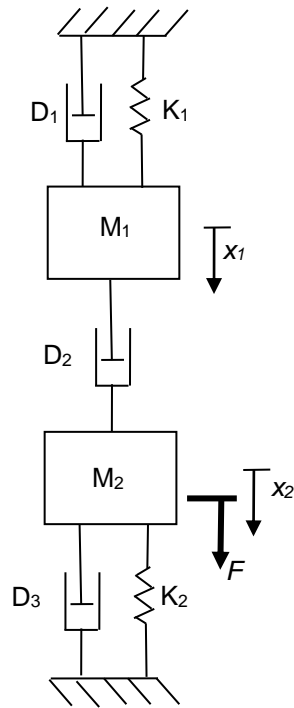 D₁
K₁
M₁
x₁
D₂
M₂
x₂
F
D₃
K₂